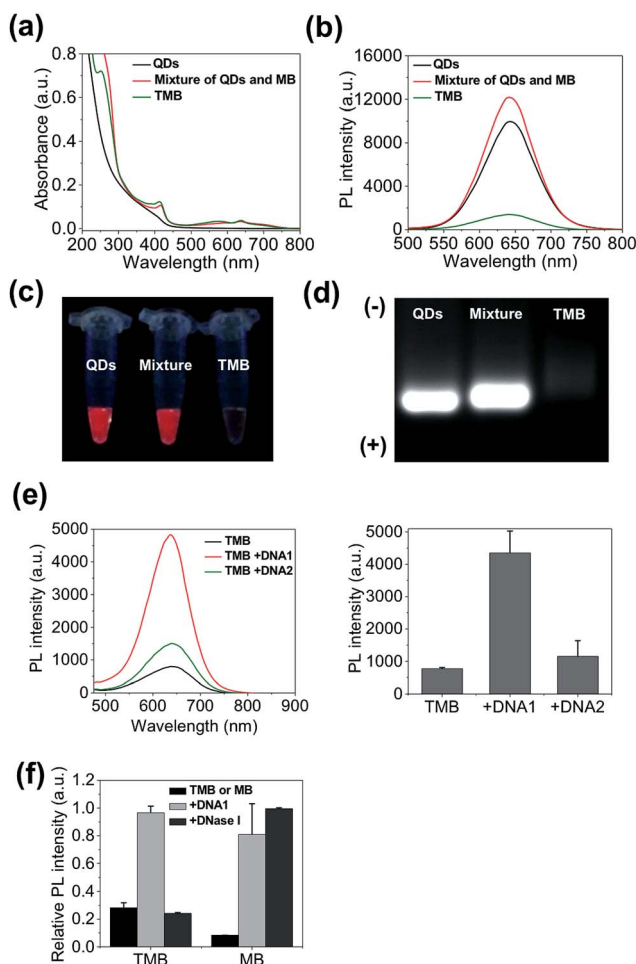 (a)
0.8
0.6
0.4
0.2
0.0
Absorbance (a.u.)
QDs
Mixture of QDs and MB
TMB
200 300 400 500 600 700 800
Wavelength (nm)
(b)
16000
12000
8000
4000
0
PL intensity (a.u.)
QDs
Mixture of QDs and MB
TMB
500 550 600 650 700 750 800
Wavelength (nm)
(c)
QDs Mixture TMB
(d)
(-)
(+)
QDs Mixture TMB
(e)
5000
4000
3000
2000
1000
0
PL intensity (a.u.)
TMB
TMB +DNA1
TMB +DNA2
500 600 700 800 900
Wavelength (nm)
5000
4000
3000
2000
1000
0
PL intensity (a.u.)
TMB +DNA1 +DNA2
(f)
1.2
1.0
0.8
0.6
0.4
0.2
0.0
Relative PL intensity (a.u.)
TMB or MB
+DNA1
+DNase I
TMB MB